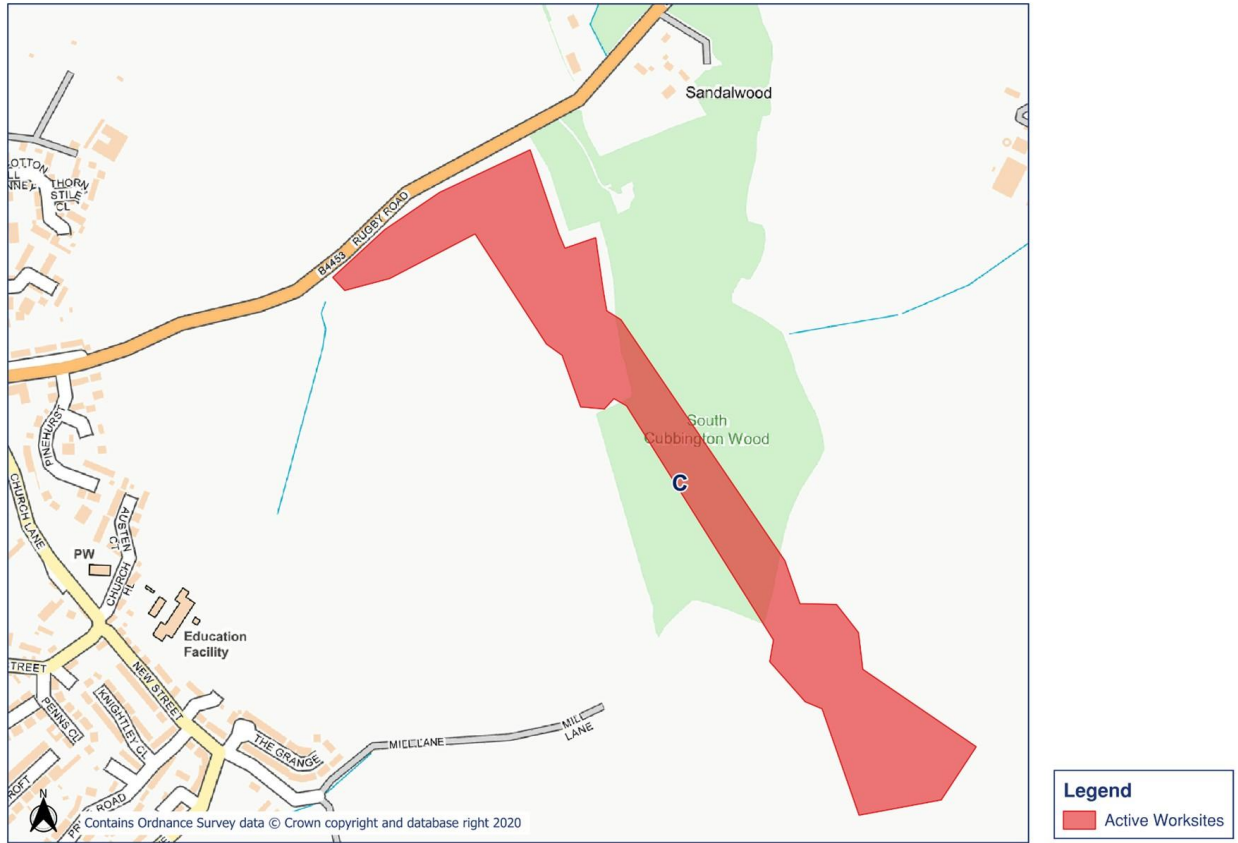 Sandalwood
OTTON
THORN
STILE
CL
B4453
RUGBY ROAD
PINEHURST
CHURCH LANE
AUSTEN
CT
PW
CHURCH
HL
Education
Facility
South
Cubbington Wood
C
STREET
NEW STREET
PENNS CL
KNIGHTLEY CL
THE GRANGE
MILL LANE
MILL
LANE
ROAD
N
Contains Ordnance Survey data © Crown copyright and database right 2020
Legend
Active Worksites